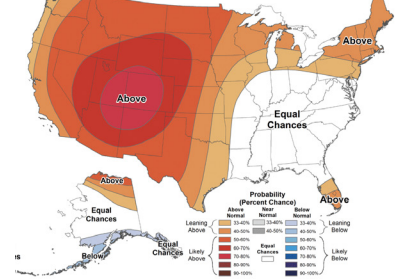 Above
Above
Equal
Chances
Above
Above
Equal
Chances
Below
Equal
Chances
Probability
(Percent Chance)
Above
Normal
Near
Normal
Below
Normal
Leaning
Above
33-40%
33-40%
33-40%
Leaning
Below
40-50%
40-50%
40-50%
50-60%
50-60%
Likely
Above
60-70%
Equal
Chances
60-70%
Likely
Below
70-80%
70-80%
80-90%
80-90%
90-100%
90-100%